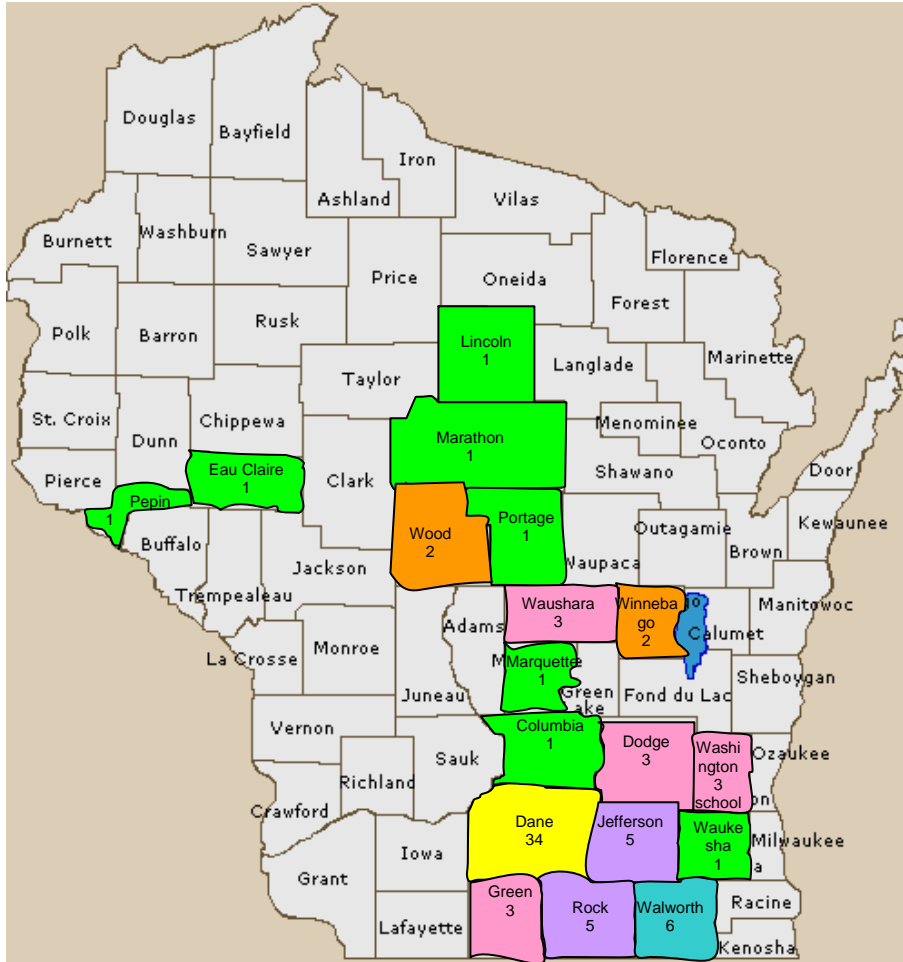 Douglas
Bayfield
Iron
Ashland
Vilas
Washburn
Burnett
Sawyer
Florence
Price
Oneida
Forest
Rusk
Polk
Barron
Lincoln
1
Marinette
Langlade
Taylor
St. Croix
Chippewa
Menominee
Dunn
Marathon
1
Oconto
Eau Claire
1
Pierce
Clark
Shawano
Door
Pepin
1
Portage
1
Outagamie
Kewaunee
Wood
2
Buffalo
Brown
Waupaca
Jackson
Trempealeau
Waushara
3
Winneba
go
2
go
Manitowoc
Adams
Calumet
Monroe
La Crosse
Marquette
1
Sheboygan
Juneau
Green
Lake
Fond du Lac
Vernon
Columbia
1
Dodge
3
Washi
ngton
3
school
Ozaukee
on
Sauk
Richland
Crawford
Dane
34
Jefferson
5
Wauke
sha
1
Milwaukee
a
Iowa
Grant
Green
3
Rock
5
Walworth
6
Racine
Lafayette
Kenosha